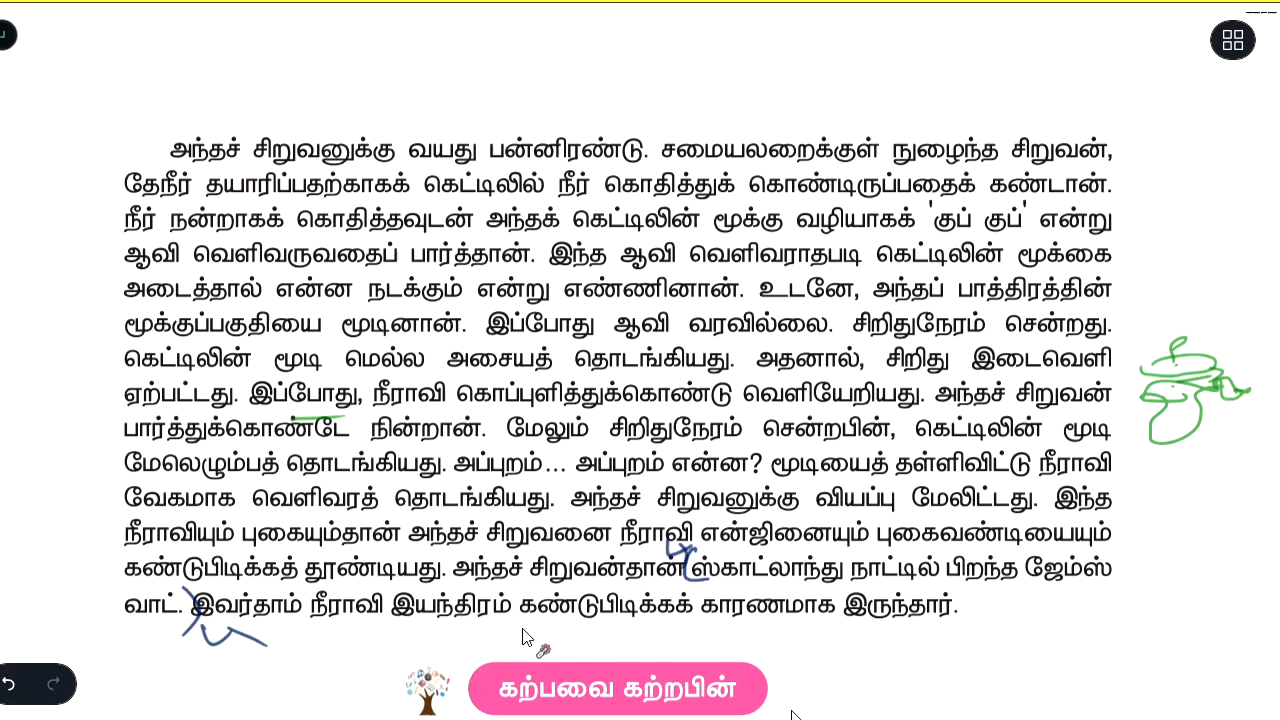 அந்தச் சிறுவனுக்கு வயது பன்னிரண்டு. சமையலறைக்குள் நுழைந்த சிறுவன்,
தேநீர் தயாரிப்பதற்காகக் கெட்டிலில் நீர் கொதித்துக் கொண்டிருப்பதைக் கண்டான்.
நீர் நன்றாகக் கொதித்தவுடன் அந்தக் கெட்டிலின் மூக்கு வழியாகக் 'குப் குப்' என்று
ஆவி வெளிவருவதைப் பார்த்தான். இந்த ஆவி வெளிவராதபடி கெட்டிலின் மூக்கை
அடைத்தால் என்ன நடக்கும் என்று எண்ணினான். உடனே, அந்தப் பாத்திரத்தின்
மூக்குப்பகுதியை மூடினான். இப்போது ஆவி வரவில்லை. சிறிதுநேரம் சென்றது.
கெட்டிலின் மூடி மெல்ல அசையத் தொடங்கியது. அதனால், சிறிது இடைவெளி
ஏற்பட்டது. இப்போது, நீராவி கொப்புளித்துக்கொண்டு வெளியேறியது. அந்தச் சிறுவன்
பார்த்துக்கொண்டே நின்றான். மேலும் சிறிதுநேரம் சென்றபின், கெட்டிலின் மூடி
மேலெழும்பத் தொடங்கியது. அப்புறம்... அப்புறம் என்ன? மூடியைத் தள்ளிவிட்டு நீராவி
வேகமாக வெளிவரத் தொடங்கியது. அந்தச் சிறுவனுக்கு வியப்பு மேலிட்டது. இந்த
நீராவியும் புகையும்தான் அந்தச் சிறுவனை நீராவி என்ஜினையும் புகைவண்டியையும்
கண்டுபிடிக்கத் தூண்டியது. அந்தச் சிறுவன்தான் ஸ்காட்லாந்து நாட்டில் பிறந்த ஜேம்ஸ்
வாட். இவர்தாம் நீராவி இயந்திரம் கண்டுபிடிக்கக் காரணமாக இருந்தார்.
கற்பவை கற்றபின்